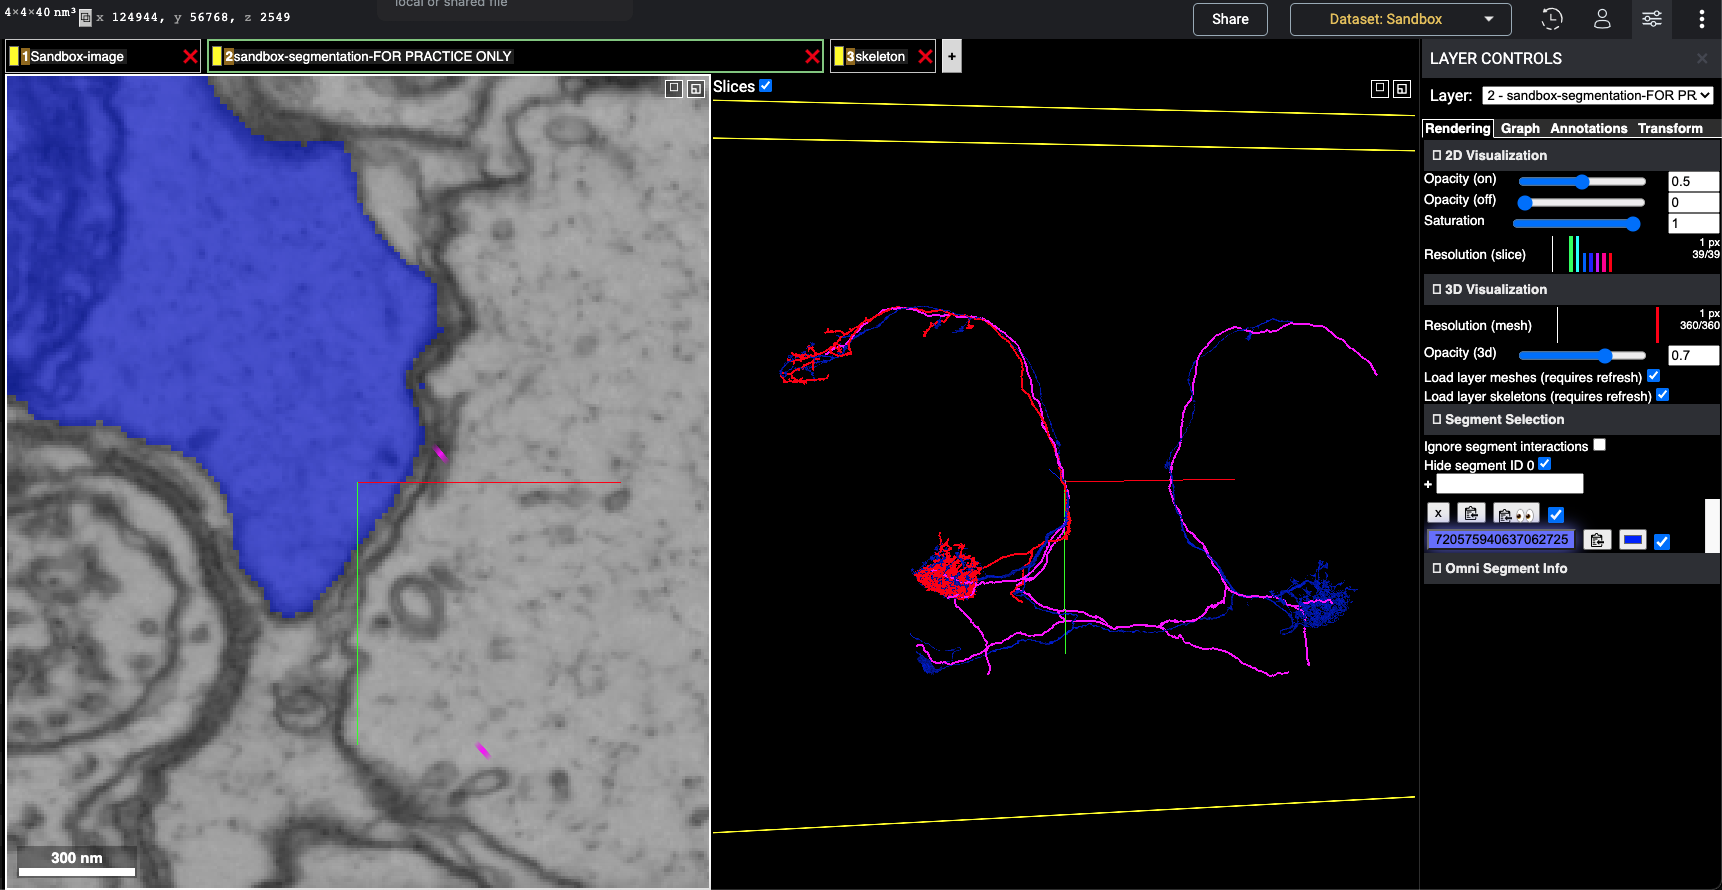 local or shared file
4×4×40 nm³ x 124944, y 56768, z 2549
Share
Dataset: Sandbox
1Sandbox-image
2sandbox-segmentation-FOR PRACTICE ONLY
3skeleton
+
LAYER CONTROLS
Slices
Layer: 2 - sandbox-segmentation-FOR PR
Rendering Graph Annotations Transform
2D Visualization
Opacity (on) 0.5
Opacity (off) 0
Saturation 1
Resolution (slice) 1 px
39/39
3D Visualization
Resolution (mesh) 1 px
360/360
Opacity (3d) 0.7
Load layer meshes (requires refresh)
Load layer skeletons (requires refresh)
Segment Selection
Ignore segment interactions
Hide segment ID 0
+
x
720575940637062725
Omni Segment Info
300 nm